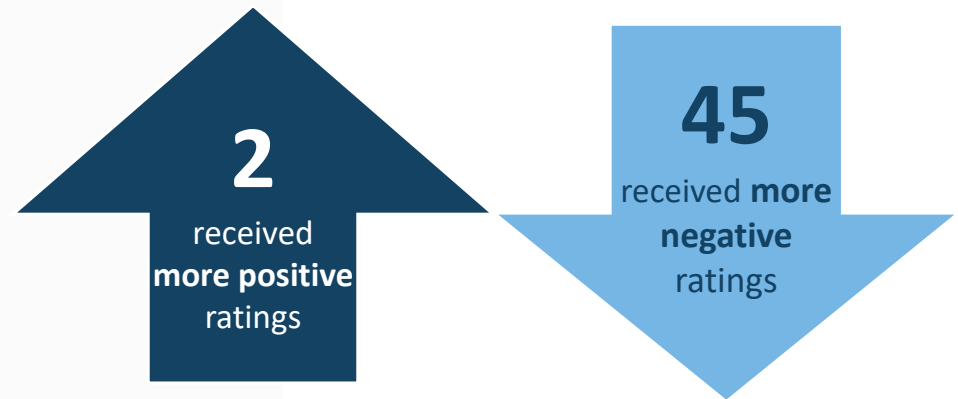 2
received
more positive
ratings
45
received more
negative
ratings